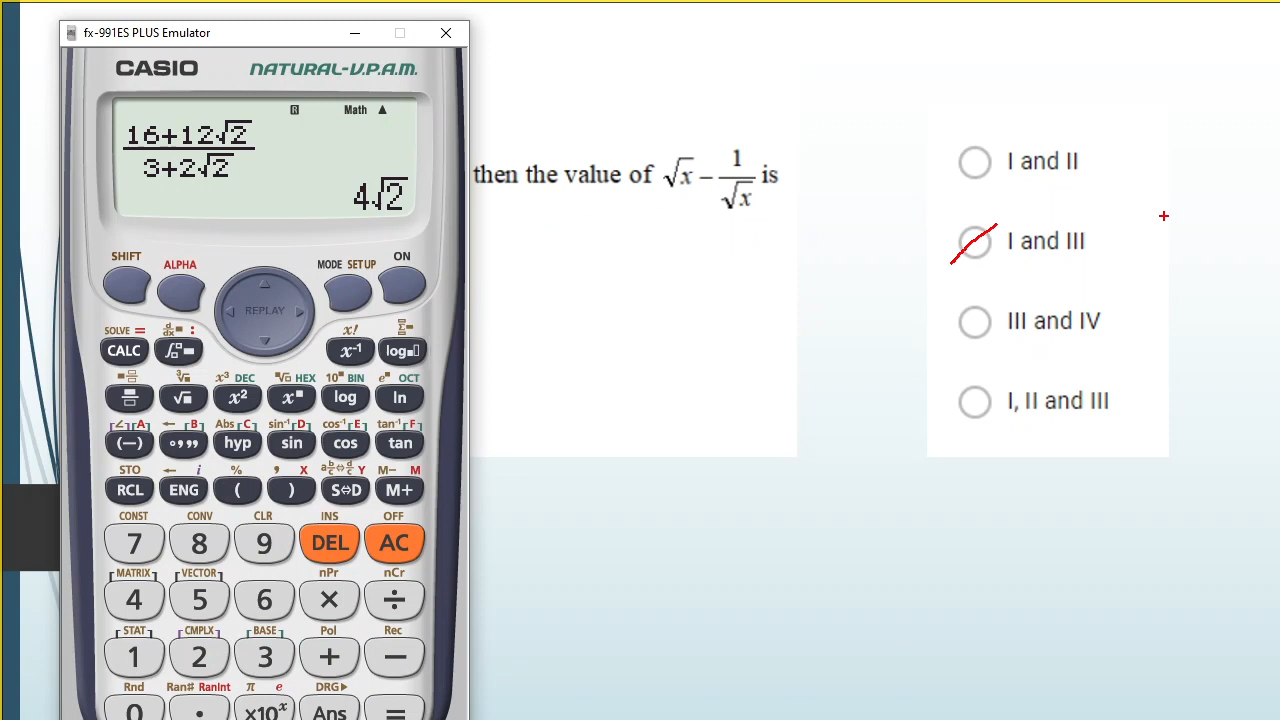 fx-991ES PLUS Emulator
CASIO NATURAL-V.P.A.M.
R Math ▲
16+12√2
3+2√2
4√2
then the value of √x − 1/√x is
I and II
I and III
III and IV
I, II and III
SHIFT ALPHA MODE SETUP ON
REPLAY
SOLVE = d/dx : x! Σ=
CALC ∫ x⁻¹ log
³√ x³ DEC √ HEX 10 BIN e OCT
√ x² x log ln
∠ A ← B Abs C sin⁻¹ D cos⁻¹ E tan⁻¹ F
(−) °,,, hyp sin cos tan
STO ← i % , X a b/c⇔d/c Y M− M
RCL ENG ( ) S⇔D M+
CONST CONV CLR INS OFF
7 8 9 DEL AC
MATRIX VECTOR nPr nCr
4 5 6 × ÷
STAT CMPLX BASE Pol Rec
1 2 3 + −
Rnd Ran# RanInt π e DRG▶
0 . ×10ˣ Ans =